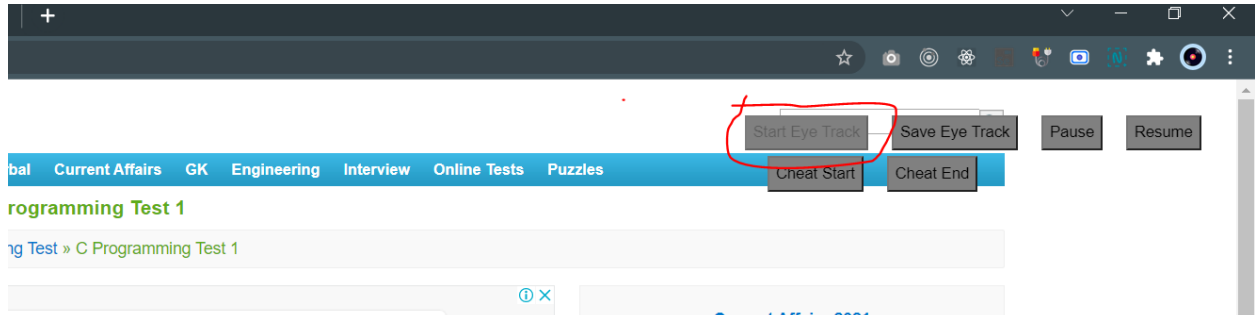 Start Eye Track Save Eye Track Pause Resume
rbal Current Affairs GK Engineering Interview Online Tests Puzzles Cheat Start Cheat End
rogramming Test 1
ng Test » C Programming Test 1